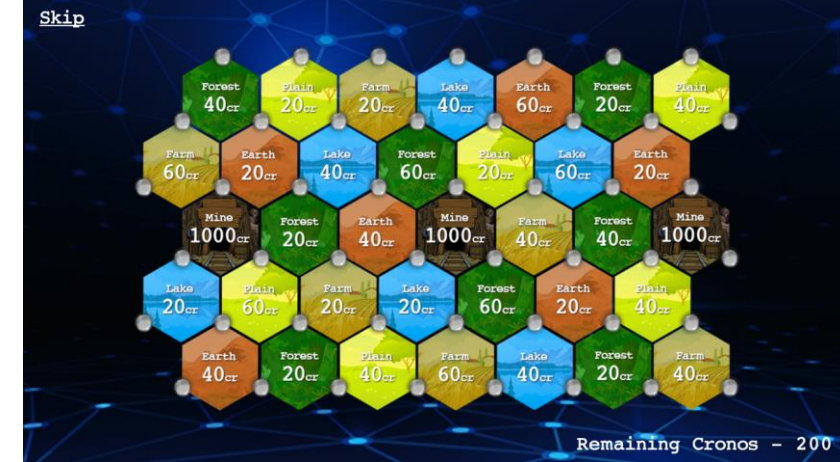 Skip
Forest Plain Farm Lake Earth Forest Plain
40cr 20cr 20cr 40cr 60cr 20cr 40cr
Farm Earth Lake Forest Plain Lake Earth
60cr 20cr 40cr 60cr 20cr 60cr 20cr
Mine Forest Earth Mine Farm Forest Mine
1000cr 20cr 40cr 1000cr 40cr 40cr 1000cr
Lake Plain Farm Lake Forest Earth Plain
20cr 60cr 20cr 20cr 60cr 20cr 40cr
Earth Forest Plain Farm Lake Forest Farm
40cr 20cr 40cr 60cr 40cr 20cr 40cr
Remaining Cronos - 200